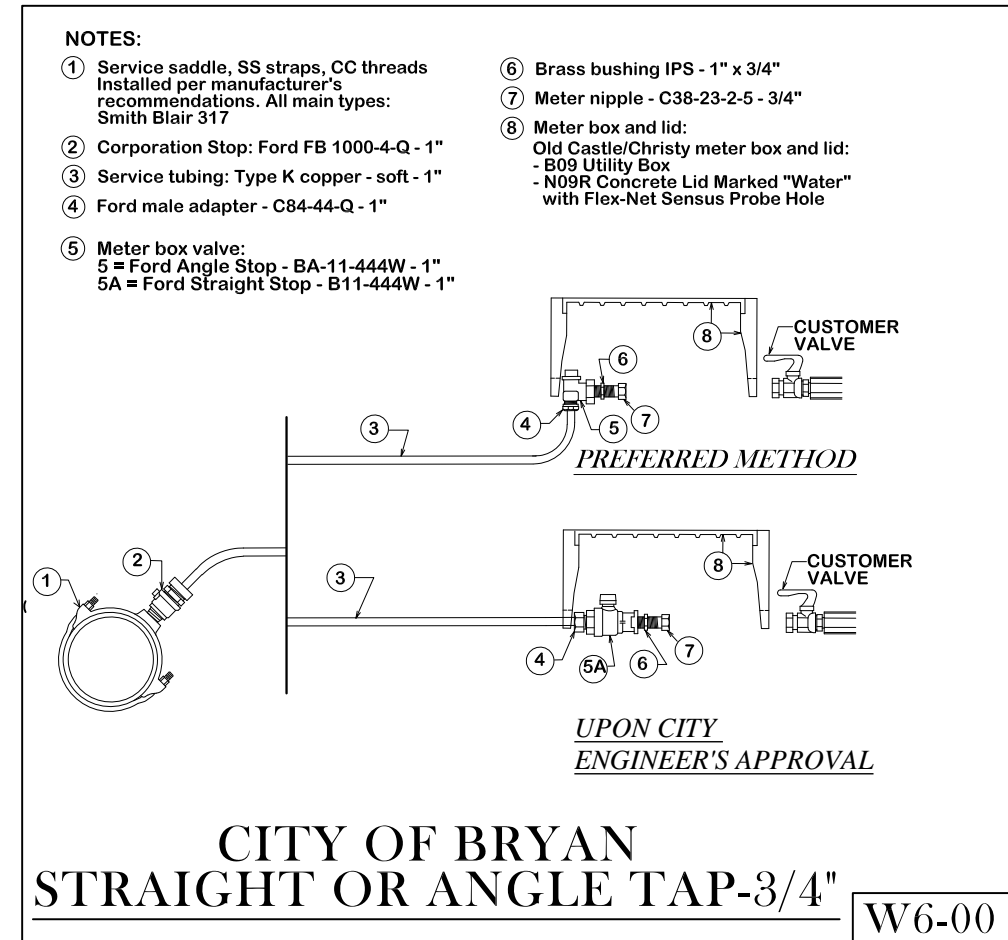 NOTES:
1 Service saddle, SS straps, CC threads
Installed per manufacturer's
recommendations. All main types:
Smith Blair 317
2 Corporation Stop: Ford FB 1000-4-Q - 1"
3 Service tubing: Type K copper - soft - 1"
4 Ford male adapter - C84-44-Q - 1"
5 Meter box valve:
5 = Ford Angle Stop - BA-11-444W - 1"
5A = Ford Straight Stop - B11-444W - 1"
6 Brass bushing IPS - 1" x 3/4"
7 Meter nipple - C38-23-2-5 - 3/4"
8 Meter box and lid:
Old Castle/Christy meter box and lid:
- B09 Utility Box
- N09R Concrete Lid Marked "Water"
with Flex-Net Sensus Probe Hole
8
CUSTOMER
VALVE
6
3
4
5
7
PREFERRED METHOD
2
1
3
8
CUSTOMER
VALVE
4
5A
6
7
UPON CITY
ENGINEER'S APPROVAL
CITY OF BRYAN
STRAIGHT OR ANGLE TAP-3/4"
W6-00